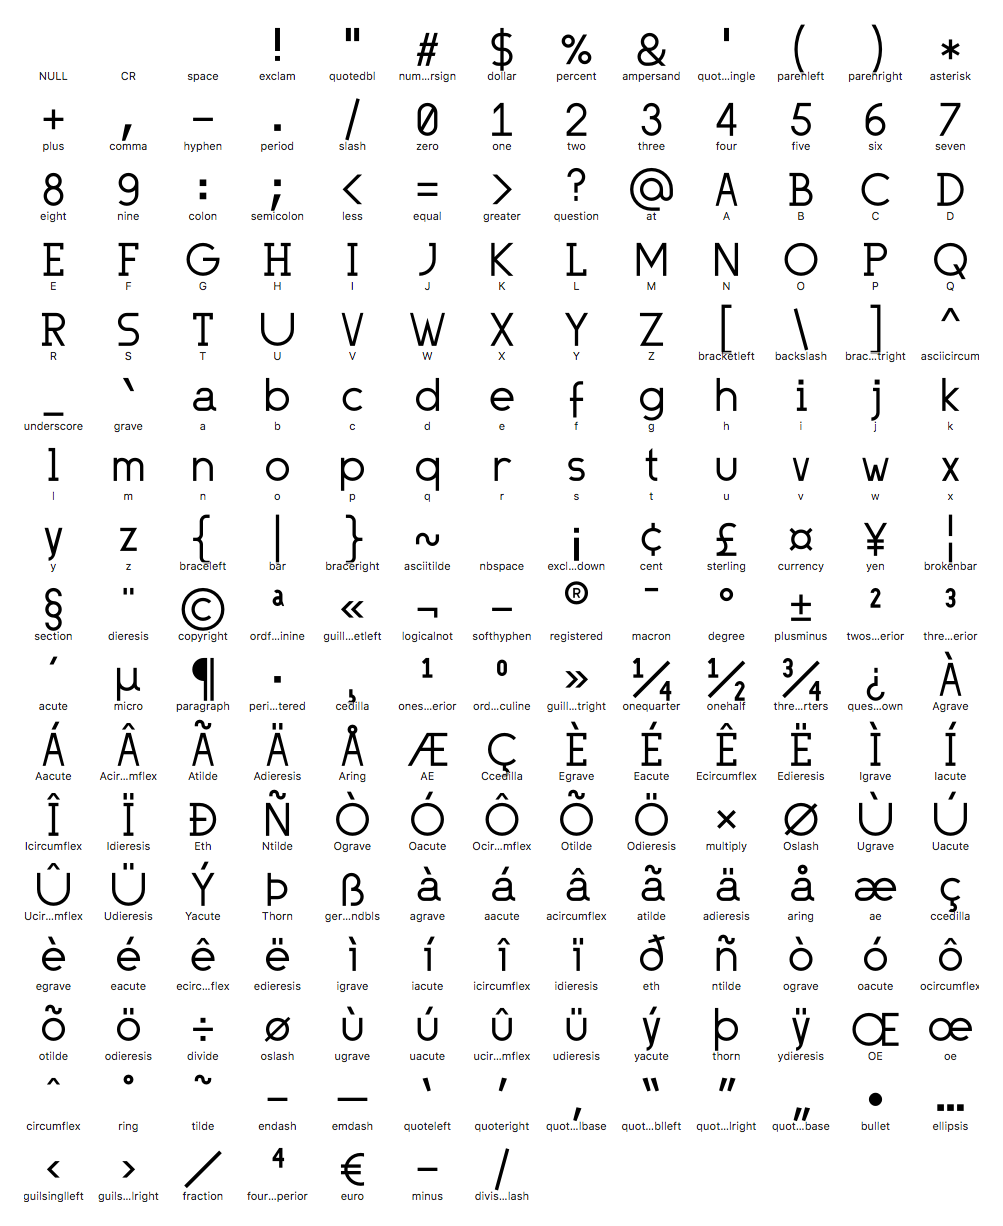 ! " # $ % & ' ( ) *
NULL CR space exclam quotedbl num...rsign dollar percent ampersand quot...ingle parenleft parenright asterisk
+ , - . / 0 1 2 3 4 5 6 7
plus comma hyphen period slash zero one two three four five six seven
8 9 : ; < = > ? @ A B C D
eight nine colon semicolon less equal greater question at A B C D
E F G H I J K L M N O P Q
E F G H I J K L M N O P Q
R S T U V W X Y Z [ \ ] ^
R S T U V W X Y Z bracketleft backslash brac...tright asciicircum
_ ` a b c d e f g h i j k
underscore grave a b c d e f g h i j k
l m n o p q r s t u v w x
l m n o p q r s t u v w x
y z { | } ~ ¡ ¢ £ ¤ ¥ ¦
y z braceleft bar braceright asciitilde nbspace excl...down cent sterling currency yen brokenbar
§ ¨ © ª « ¬ – ® ¯ ° ± ² ³
section dieresis copyright ordf...inine guill...etleft logicalnot softhyphen registered macron degree plusminus twos...erior thre...erior
´ µ ¶ · ¸ ¹ º » ¼ ½ ¾ ¿ À
acute micro paragraph peri...tered cedilla ones...erior ord...culine guill...tright onequarter onehalf thre...rters ques...own Agrave
Á Â Ã Ä Å Æ Ç È É Ê Ë Ì Í
Aacute Acir...mflex Atilde Adieresis Aring AE Ccedilla Egrave Eacute Ecircumflex Edieresis Igrave Iacute
Î Ï Ð Ñ Ò Ó Ô Õ Ö × Ø Ù Ú
Icircumflex Idieresis Eth Ntilde Ograve Oacute Ocir...mflex Otilde Odieresis multiply Oslash Ugrave Uacute
Û Ü Ý Þ ß à á â ã ä å æ ç
Ucir...mflex Udieresis Yacute Thorn ger...ndbls agrave aacute acircumflex atilde adieresis aring ae ccedilla
è é ê ë ì í î ï ð ñ ò ó ô
egrave eacute ecirc...flex edieresis igrave iacute icircumflex idieresis eth ntilde ograve oacute ocircumflex
õ ö ÷ ø ù ú û ü ý þ ÿ Œ œ
otilde odieresis divide oslash ugrave uacute ucir...mflex udieresis yacute thorn ydieresis OE oe
ˆ ˚ ˜ – — ‘ ’ ‚ “ ” „ • …
circumflex ring tilde endash emdash quoteleft quoteright quot...lbase quot...blleft quot...lright quot...base bullet ellipsis
‹ › ⁄ ⁴ € − ∕
guilsinglleft guils...lright fraction four...perior euro minus divis...lash